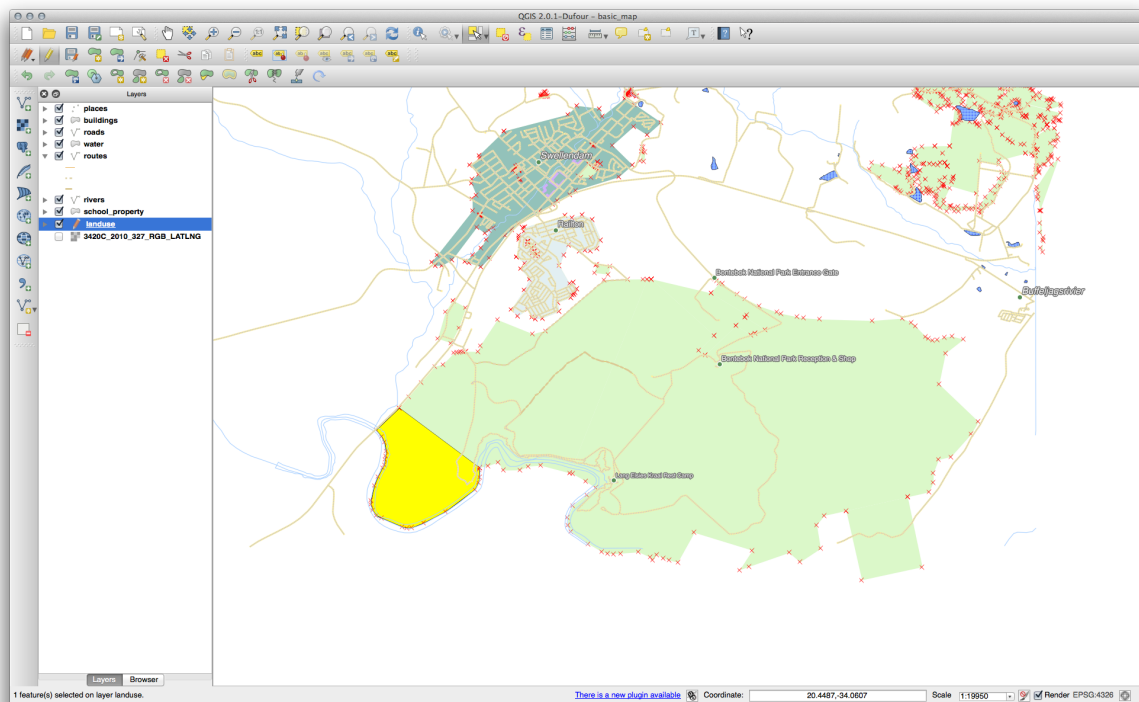 QGIS 2.0.1-Dufour - basic_map
Layers
places
buildings
roads
water
routes
rivers
school_property
landuse
3420C_2010_327_RGB_LATLNG
Swellendam
Railton
Bontebok National Park Entrance Gate
Buffeljagsrivier
Bontebok National Park Reception & Shop
Lang Elsies Kraal Rest Camp
Layers Browser
1 feature(s) selected on layer landuse.
There is a new plugin available
Coordinate: 20.4487,-34.0607
Scale 1:19950
Render EPSG:4326